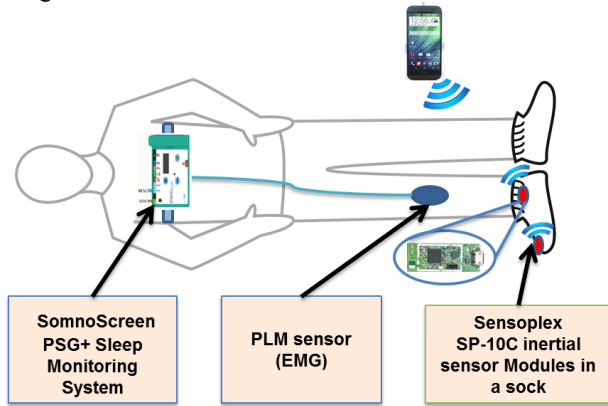 SomnoScreen
PSG+ Sleep
Monitoring
System
PLM sensor
(EMG)
Sensoplex
SP-10C inertial
sensor Modules in
a sock